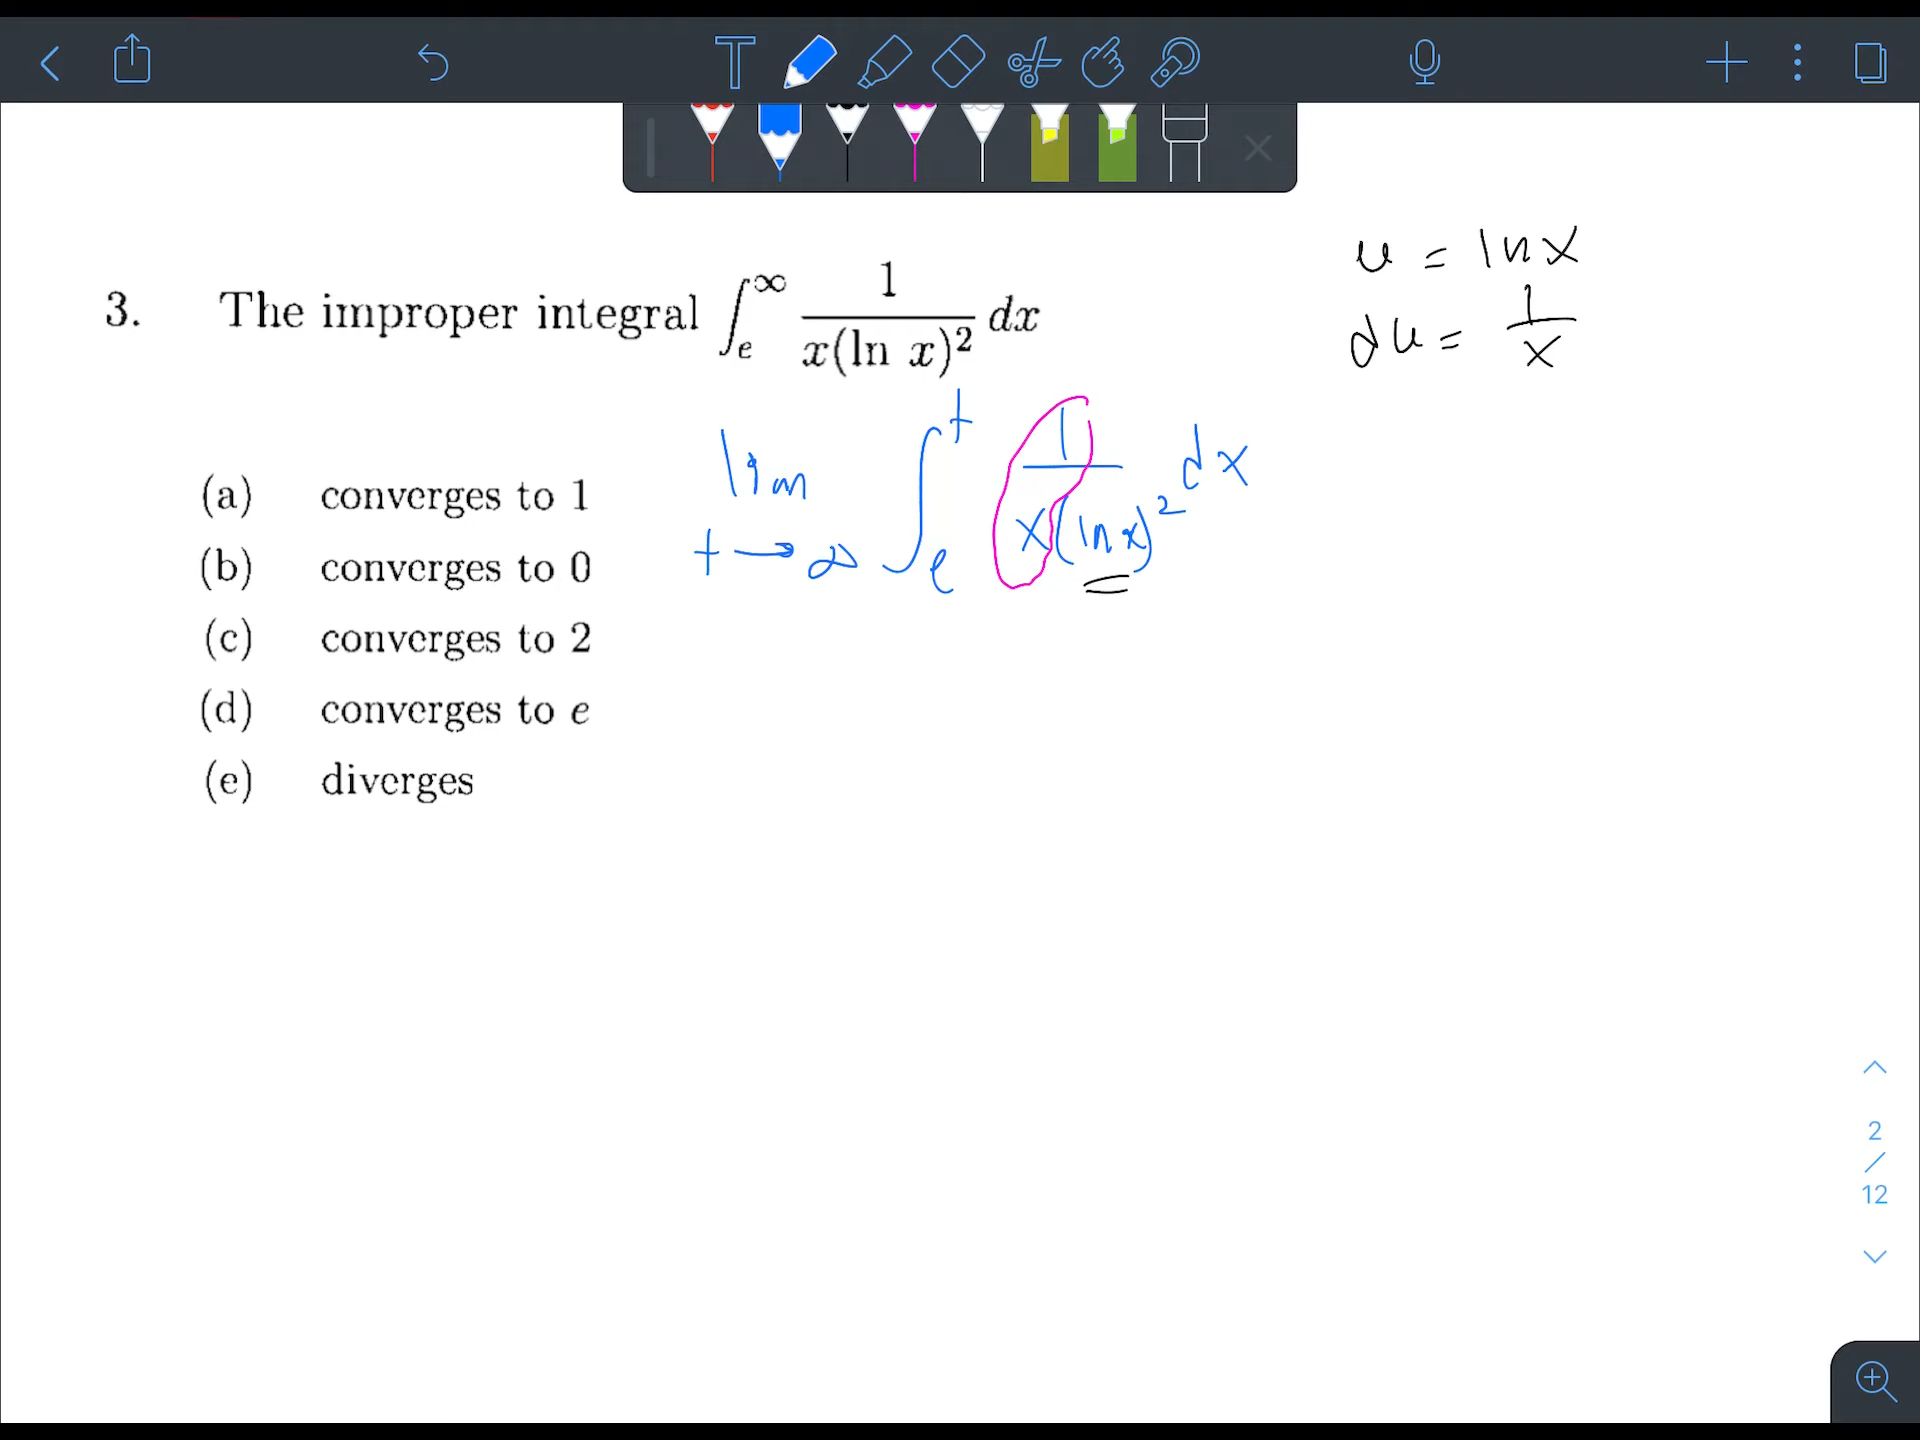 3. The improper integral ∫_e^∞ 1/(x(ln x)^2) dx
u = ln x
du = 1/x
lim t→∞ ∫_e^t 1/(x(ln x)^2) dx
(a) converges to 1
(b) converges to 0
(c) converges to 2
(d) converges to e
(e) diverges
2
/
12